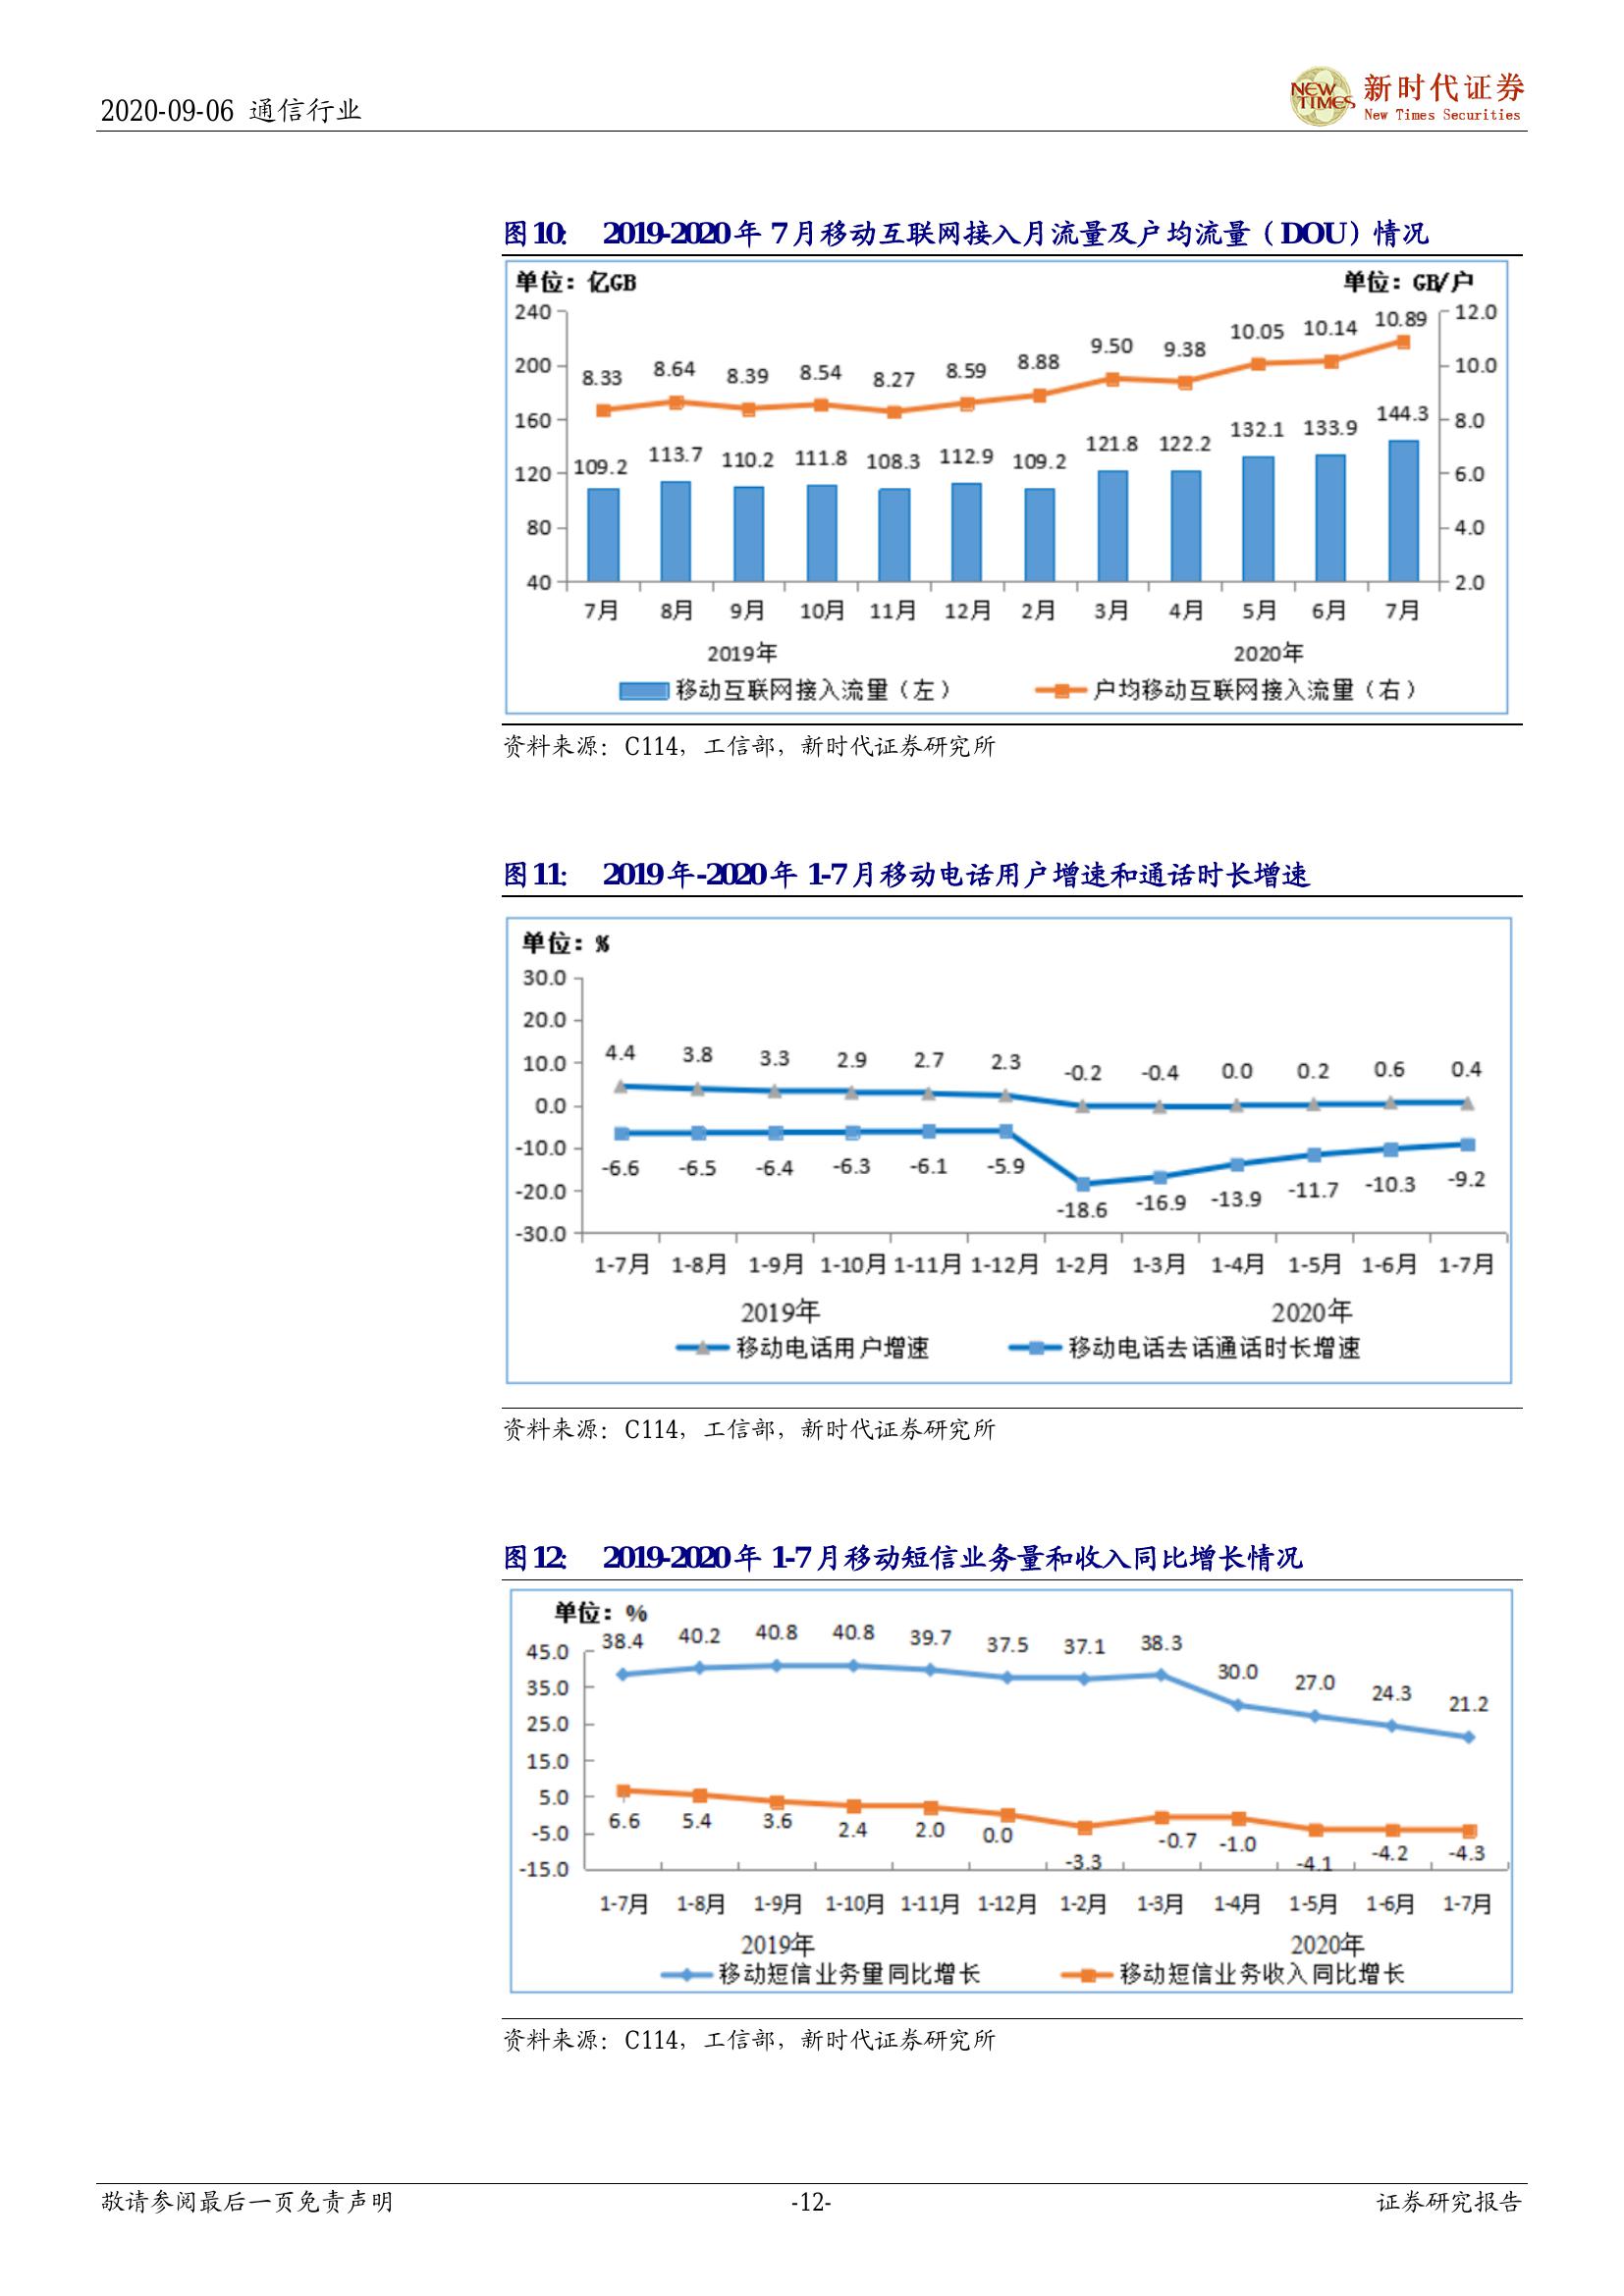 2020-09-06 通信行业
NEW TIMES
新时代证券
New Times Securities
图10: 2019-2020年 7月移动互联网接入月流量及户均流量（DOU）情况
单位：亿GB 单位：GB/户
240 12.0
200 10.0
160 8.0
120 6.0
80 4.0
40 2.0
8.33 8.64 8.39 8.54 8.27 8.59 8.88 9.50 9.38 10.05 10.14 10.89
109.2 113.7 110.2 111.8 108.3 112.9 109.2 121.8 122.2 132.1 133.9 144.3
7月 8月 9月 10月 11月 12月 2月 3月 4月 5月 6月 7月
2019年 2020年
移动互联网接入流量（左） 户均移动互联网接入流量（右）
资料来源：C114，工信部，新时代证券研究所
图11: 2019年-2020年 1-7月移动电话用户增速和通话时长增速
单位：%
30.0
20.0
10.0
0.0
-10.0
-20.0
-30.0
4.4 3.8 3.3 2.9 2.7 2.3 -0.2 -0.4 0.0 0.2 0.6 0.4
-6.6 -6.5 -6.4 -6.3 -6.1 -5.9 -18.6 -16.9 -13.9 -11.7 -10.3 -9.2
1-7月 1-8月 1-9月 1-10月 1-11月 1-12月 1-2月 1-3月 1-4月 1-5月 1-6月 1-7月
2019年 2020年
移动电话用户增速 移动电话去话通话时长增速
资料来源：C114，工信部，新时代证券研究所
图12: 2019-2020年 1-7月移动短信业务量和收入同比增长情况
单位：%
45.0
35.0
25.0
15.0
5.0
-5.0
-15.0
38.4 40.2 40.8 40.8 39.7 37.5 37.1 38.3 30.0 27.0 24.3 21.2
6.6 5.4 3.6 2.4 2.0 0.0 -3.3 -0.7 -1.0 -4.1 -4.2 -4.3
1-7月 1-8月 1-9月 1-10月 1-11月 1-12月 1-2月 1-3月 1-4月 1-5月 1-6月 1-7月
2019年 2020年
移动短信业务量同比增长 移动短信业务收入同比增长
资料来源：C114，工信部，新时代证券研究所
敬请参阅最后一页免责声明 -12- 证券研究报告